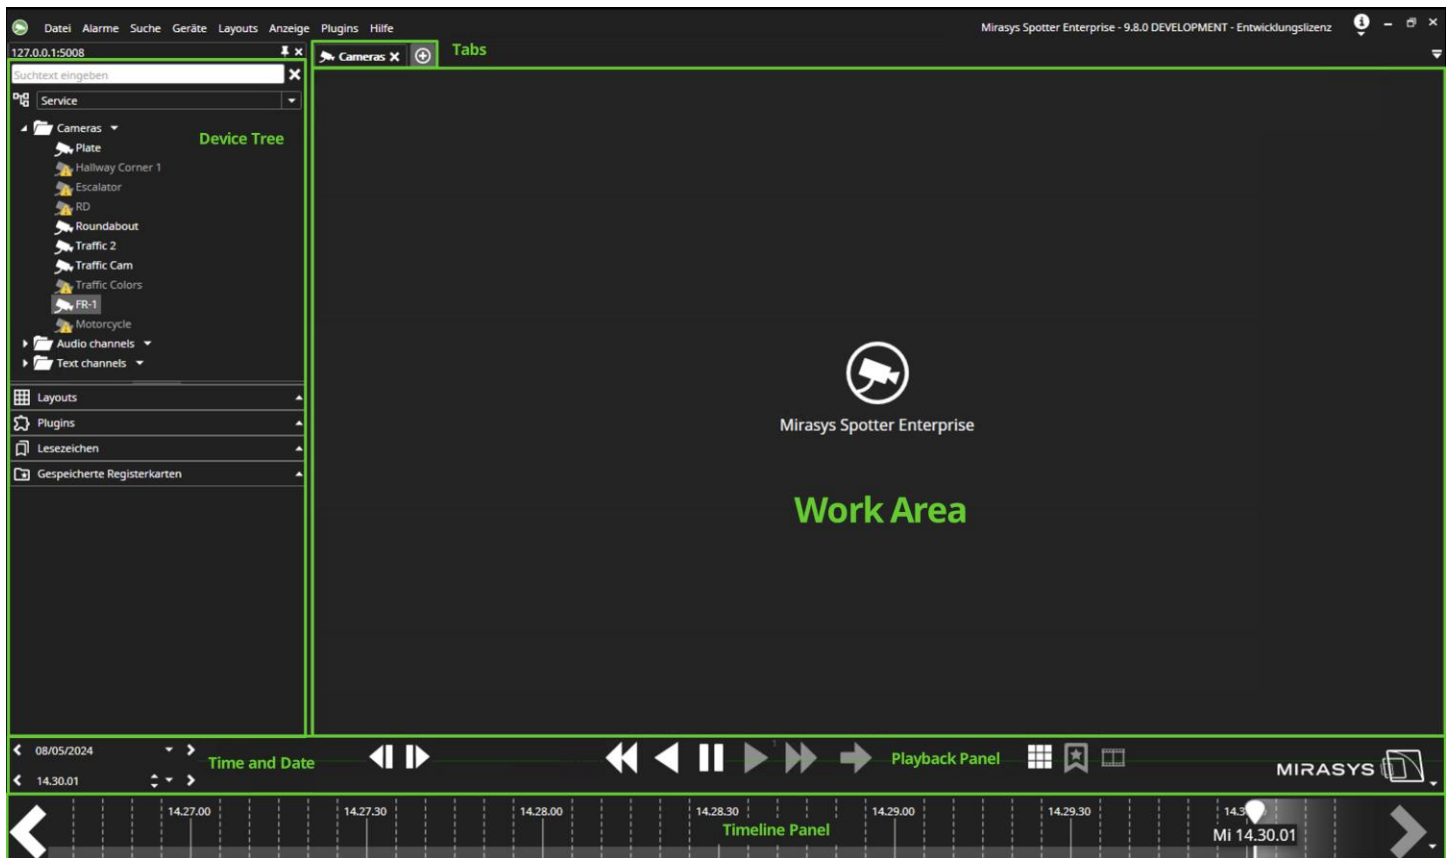 Datei Alarme Suche Geräte Layouts Anzeige Plugins Hilfe
Mirasys Spotter Enterprise - 9.8.0 DEVELOPMENT - Entwicklungslizenz
127.0.0.1:5008
Cameras
Tabs
Suchtext eingeben
Service
Cameras
Device Tree
Plate
Hallway Corner 1
Escalator
RD
Roundabout
Traffic 2
Traffic Cam
Traffic Colors
FR-1
Motorcycle
Audio channels
Text channels
Layouts
Plugins
Lesezeichen
Gespeicherte Registerkarten
Mirasys Spotter Enterprise
Work Area
08/05/2024
14.30.01
Time and Date
1
Playback Panel
MIRASYS
14.27.00 14.27.30 14.28.00 14.28.30 14.29.00 14.29.30 14.3
Timeline Panel
Mi 14.30.01